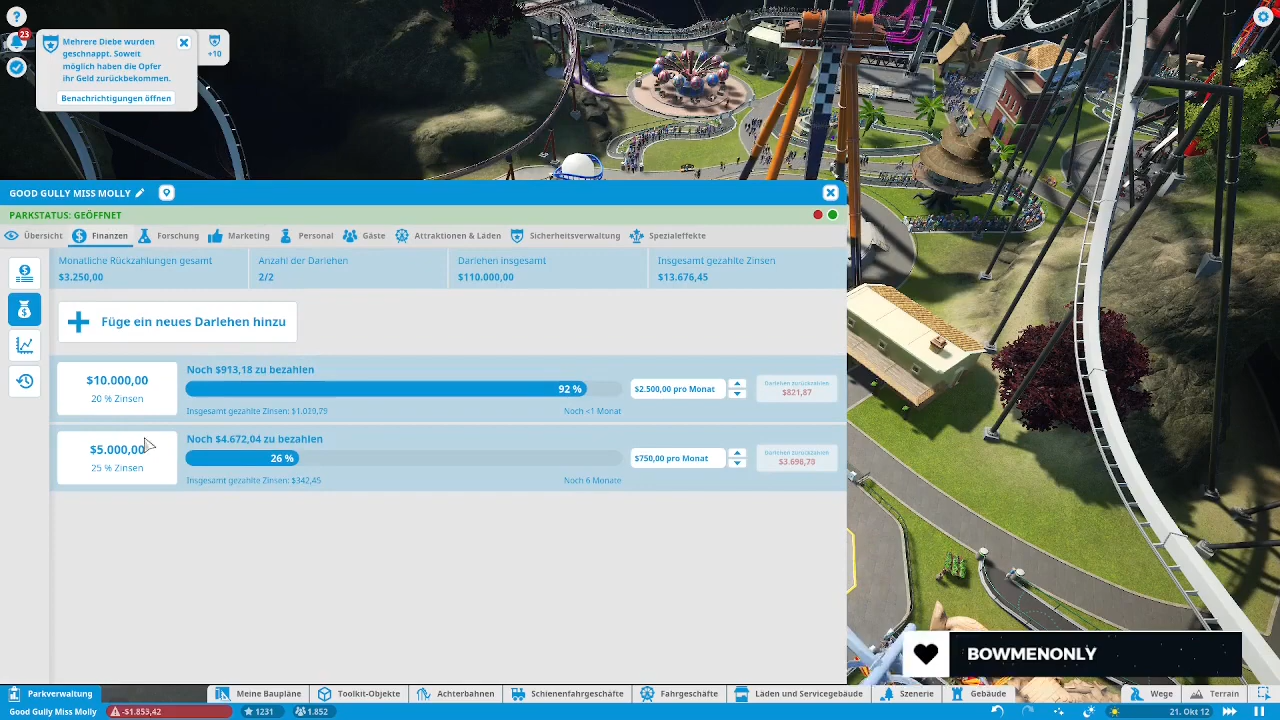 ?
23
Mehrere Diebe wurden
geschnappt. Soweit
möglich haben die Opfer
ihr Geld zurückbekommen.
+10
Benachrichtigungen öffnen
GOOD GULLY MISS MOLLY
PARKSTATUS: GEÖFFNET
Übersicht
Finanzen
Forschung
Marketing
Personal
Gäste
Attraktionen & Läden
Sicherheitsverwaltung
Spezialeffekte
Monatliche Rückzahlungen gesamt
$3.250,00
Anzahl der Darlehen
2/2
Darlehen insgesamt
$110.000,00
Insgesamt gezahlte Zinsen
$13.676,45
Füge ein neues Darlehen hinzu
$10.000,00
20 % Zinsen
Noch $913,18 zu bezahlen
92 %
Insgesamt gezahlte Zinsen: $1.019,79
Noch <1 Monat
$2.500,00 pro Monat
Darlehen zurückzahlen
$821,87
$5.000,00
25 % Zinsen
Noch $4.672,04 zu bezahlen
26 %
Insgesamt gezahlte Zinsen: $342,45
Noch 6 Monate
$750,00 pro Monat
Darlehen zurückzahlen
BOWMENONLY
Parkverwaltung
Meine Baupläne
Toolkit-Objekte
Achterbahnen
Schienenfahrgeschäfte
Fahrgeschäfte
Läden und Servicegebäude
Szenerie
Gebäude
Wege
Terrain
Good Gully Miss Molly
-$1.853,42
1231
1.852
21. Okt 12